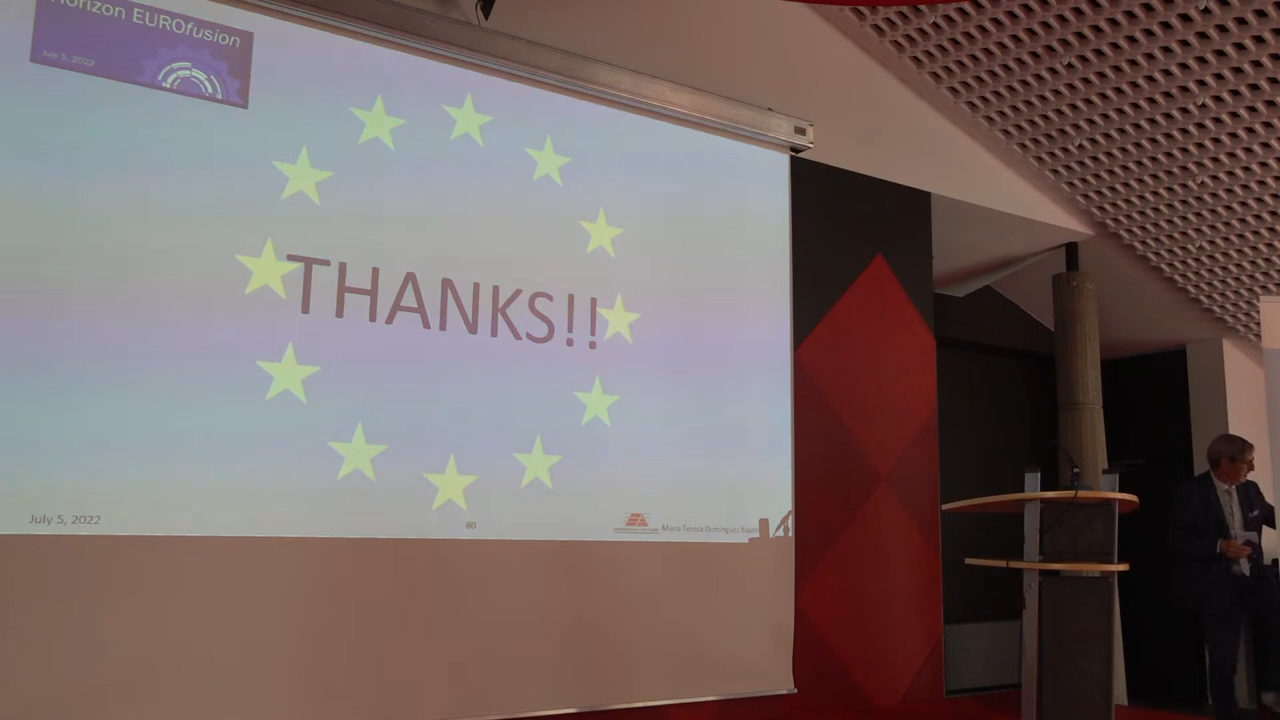 Horizon EUROfusion
July 5, 2022
THANKS!!
July 5, 2022
80
Maria Teresa Dominguez